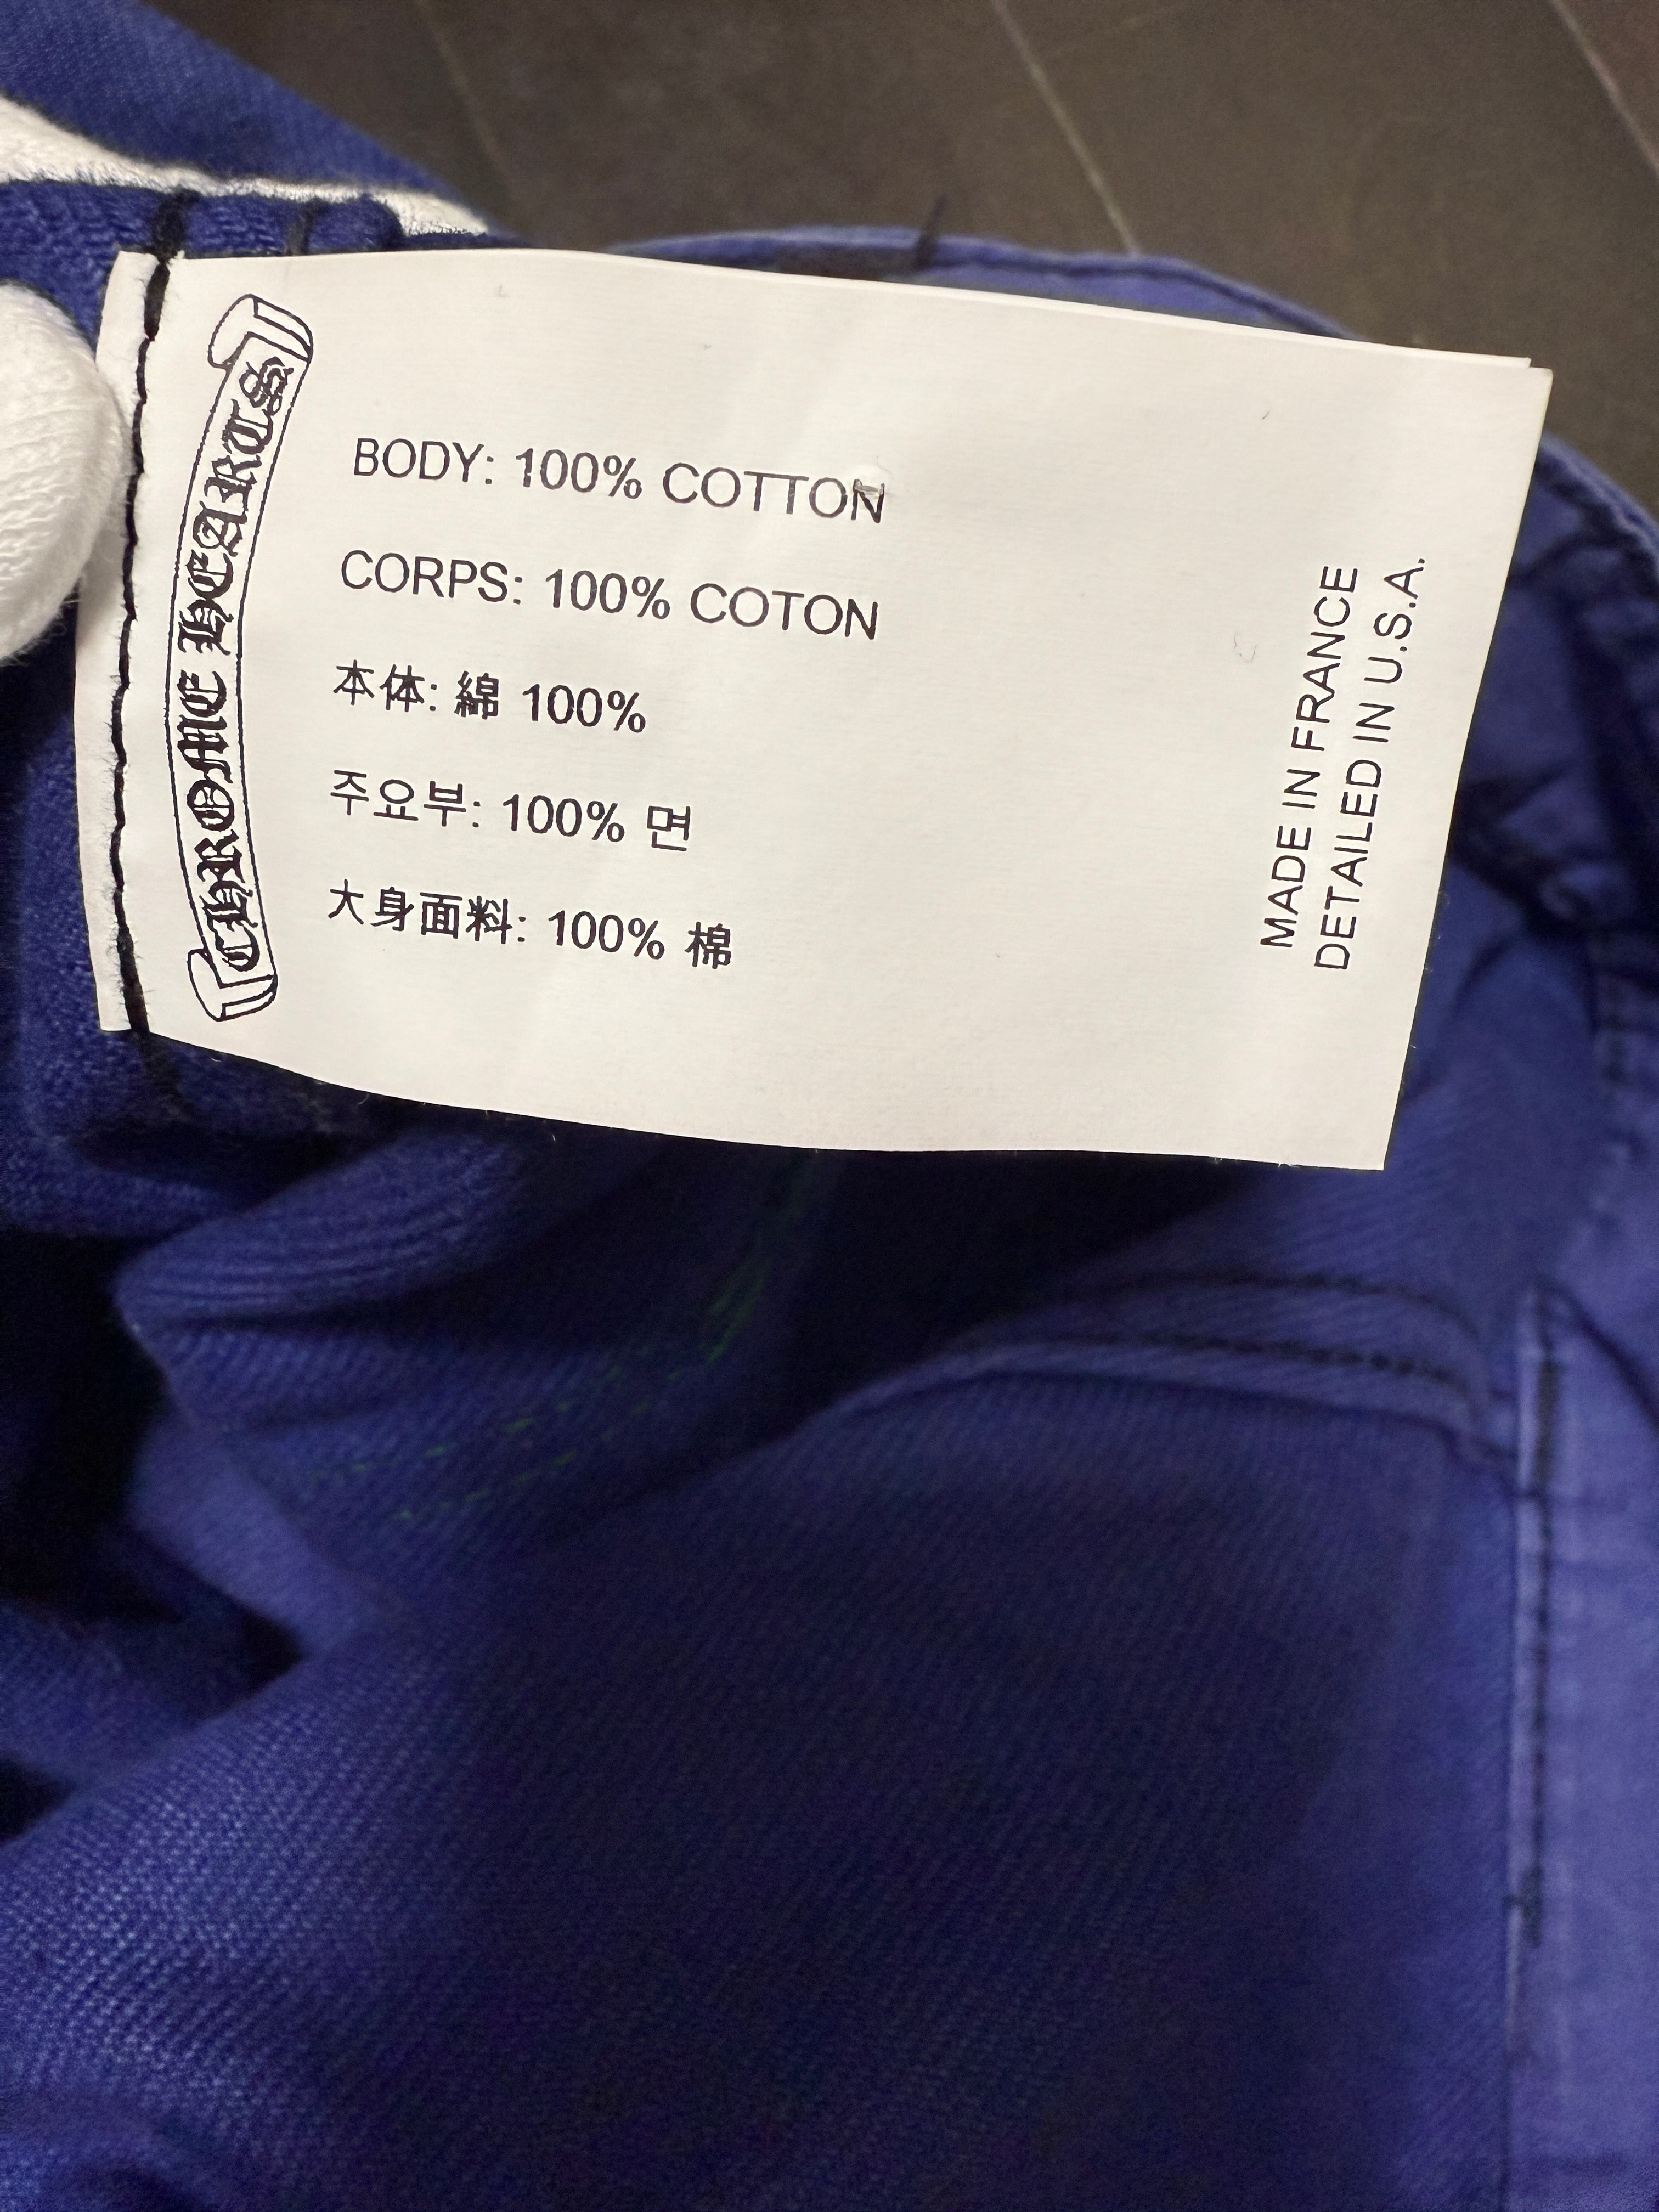 CHROME HEARTS
BODY: 100% COTTON
CORPS: 100% COTON
本体: 綿 100%
주요부: 100% 면
大身面料: 100% 棉
MADE IN FRANCE
DETAILED IN U.S.A.